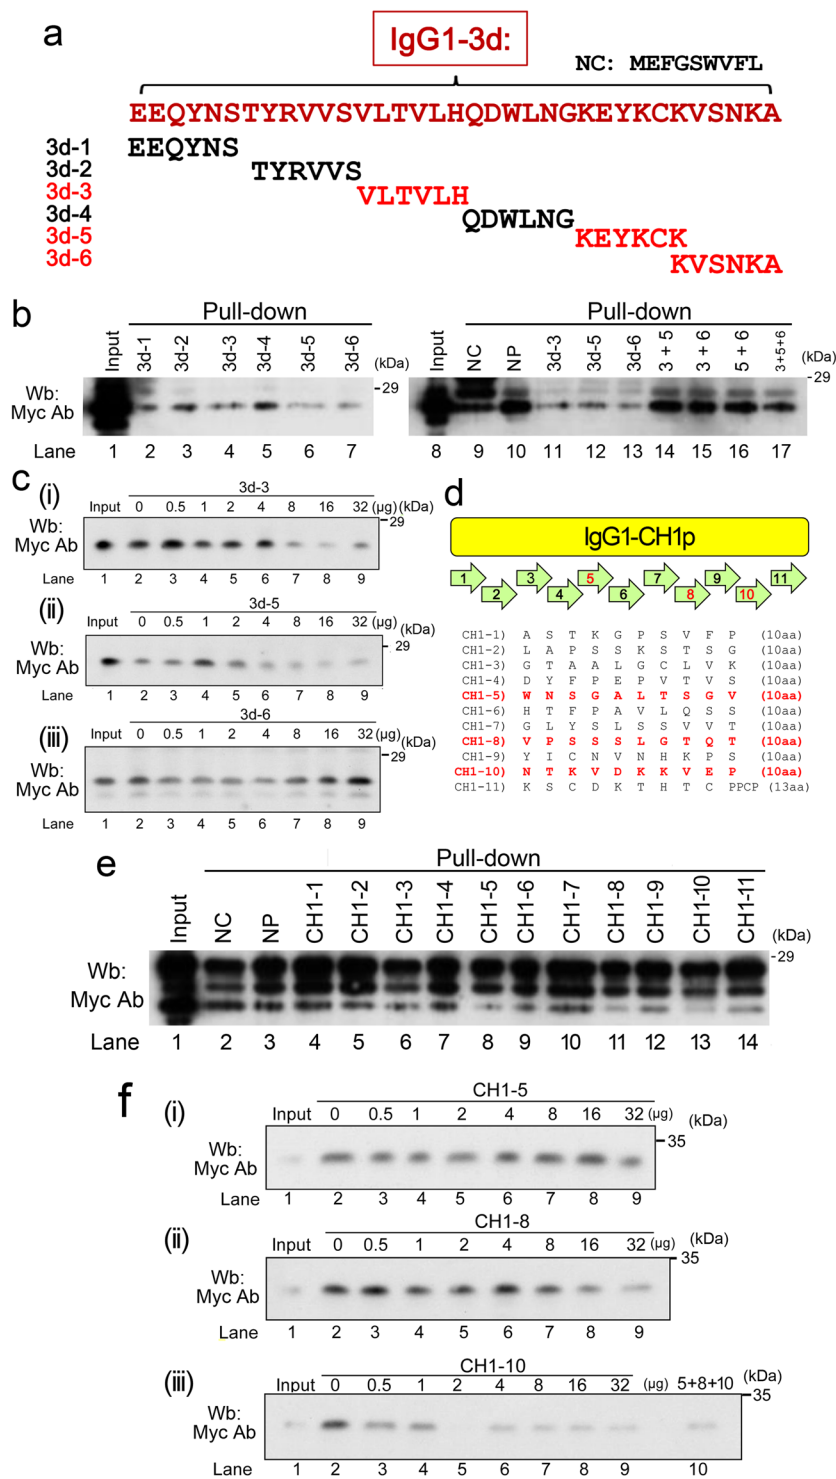 a
IgG1-3d:
NC: MEFGSWVFL
EEQYNSTYRVVSVLTVLHQDWLNGKEYKCKVSNKA
3d-1 EEQYNS
3d-2 TYRVVS
3d-3 VLTVLH
3d-4 QDWLNG
3d-5 KEYKCK
3d-6 KVSNKA
b
Pull-down Pull-down
Input 3d-1 3d-2 3d-3 3d-4 3d-5 3d-6 (kDa) Input NC NP 3d-3 3d-5 3d-6 3+5 3+6 5+6 3+5+6 (kDa)
-29 -29
Wb:
Myc Ab
Lane 1 2 3 4 5 6 7 8 9 10 11 12 13 14 15 16 17
c
(i)
3d-3
Input 0 0.5 1 2 4 8 16 32 (µg) (kDa)
29
Wb:
Myc Ab
Lane 1 2 3 4 5 6 7 8 9
(ii)
3d-5
Input 0 0.5 1 2 4 8 16 32 (µg) (kDa)
29
Wb:
Myc Ab
Lane 1 2 3 4 5 6 7 8 9
(iii)
3d-6
Input 0 0.5 1 2 4 8 16 32 (µg) (kDa)
29
Wb:
Myc Ab
Lane 1 2 3 4 5 6 7 8 9
d
IgG1-CH1p
1 2 3 4 5 6 7 8 9 10 11
CH1-1) A S T K G P S V F P (10aa)
CH1-2) L A P S S K S T S G (10aa)
CH1-3) G T A A L G C L V K (10aa)
CH1-4) D Y F P E P V T V S (10aa)
CH1-5) W N S G A L T S G V (10aa)
CH1-6) H T F P A V L Q S S (10aa)
CH1-7) G L Y S L S S V V T (10aa)
CH1-8) V P S S S L G T Q T (10aa)
CH1-9) Y I C N V N H K P S (10aa)
CH1-10) N T K V D K K V E P (10aa)
CH1-11) K S C D K T H T C PPCP (13aa)
e
Pull-down
Input NC NP CH1-1 CH1-2 CH1-3 CH1-4 CH1-5 CH1-6 CH1-7 CH1-8 CH1-9 CH1-10 CH1-11 (kDa)
-29
Wb:
Myc Ab
Lane 1 2 3 4 5 6 7 8 9 10 11 12 13 14
f
(i)
CH1-5
Input 0 0.5 1 2 4 8 16 32 (µg) (kDa)
35
Wb:
Myc Ab
Lane 1 2 3 4 5 6 7 8 9
(ii)
CH1-8
Input 0 0.5 1 2 4 8 16 32 (µg) (kDa)
35
Wb:
Myc Ab
Lane 1 2 3 4 5 6 7 8 9
(iii)
CH1-10
Input 0 0.5 1 2 4 8 16 32 (µg) 5+8+10 (kDa)
35
Wb:
Myc Ab
Lane 1 2 3 4 5 6 7 8 9 10